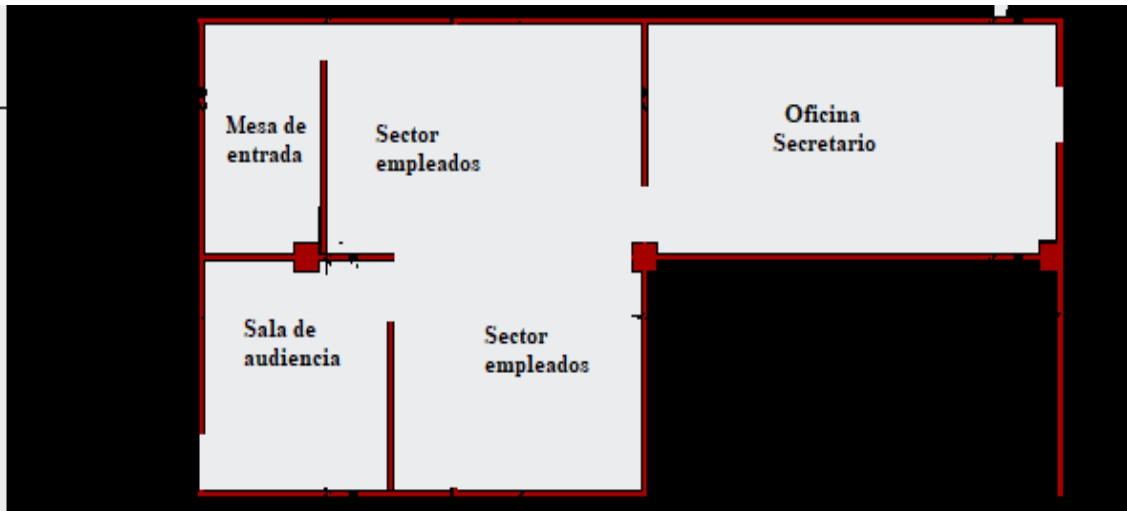 Mesa de
entrada
Sector
empleados
Oficina
Secretario
Sala de
audiencia
Sector
empleados